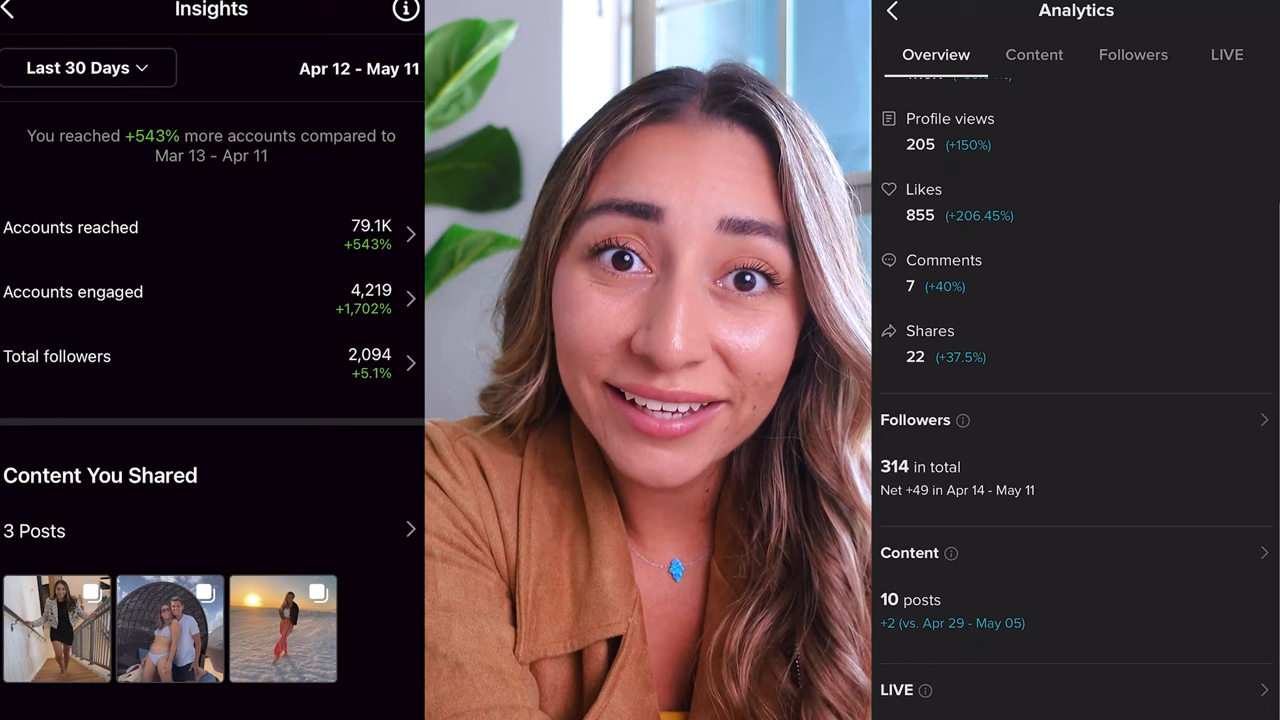 Insights
Last 30 Days
Apr 12 - May 11
You reached +543% more accounts compared to
Mar 13 - Apr 11
Accounts reached
79.1K
+543%
Accounts engaged
4,219
+1,702%
Total followers
2,094
+5.1%
Content You Shared
3 Posts
Analytics
Overview
Content
Followers
LIVE
Profile views
205 (+150%)
Likes
855 (+206.45%)
Comments
7 (+40%)
Shares
22 (+37.5%)
Followers
314 in total
Net +49 in Apr 14 - May 11
Content
10 posts
+2 (vs. Apr 29 - May 05)
LIVE